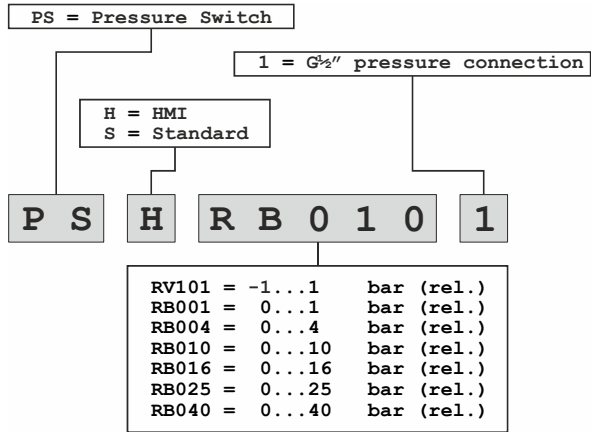 PS = Pressure Switch
1 = G½" pressure connection
H = HMI
S = Standard
P S H R B 0 1 0 1
RV101 = -1...1 bar (rel.)
RB001 = 0...1 bar (rel.)
RB004 = 0...4 bar (rel.)
RB010 = 0...10 bar (rel.)
RB016 = 0...16 bar (rel.)
RB025 = 0...25 bar (rel.)
RB040 = 0...40 bar (rel.)